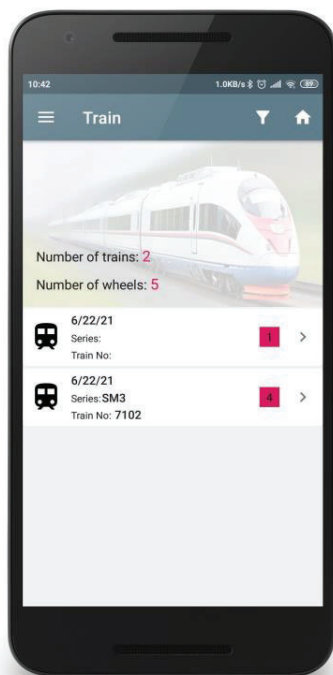 10:42 1.0KB/s 89
Train
Number of trains: 2
Number of wheels: 5
6/22/21
Series:
Train No:
1
6/22/21
Series:SM3
Train No: 7102
4